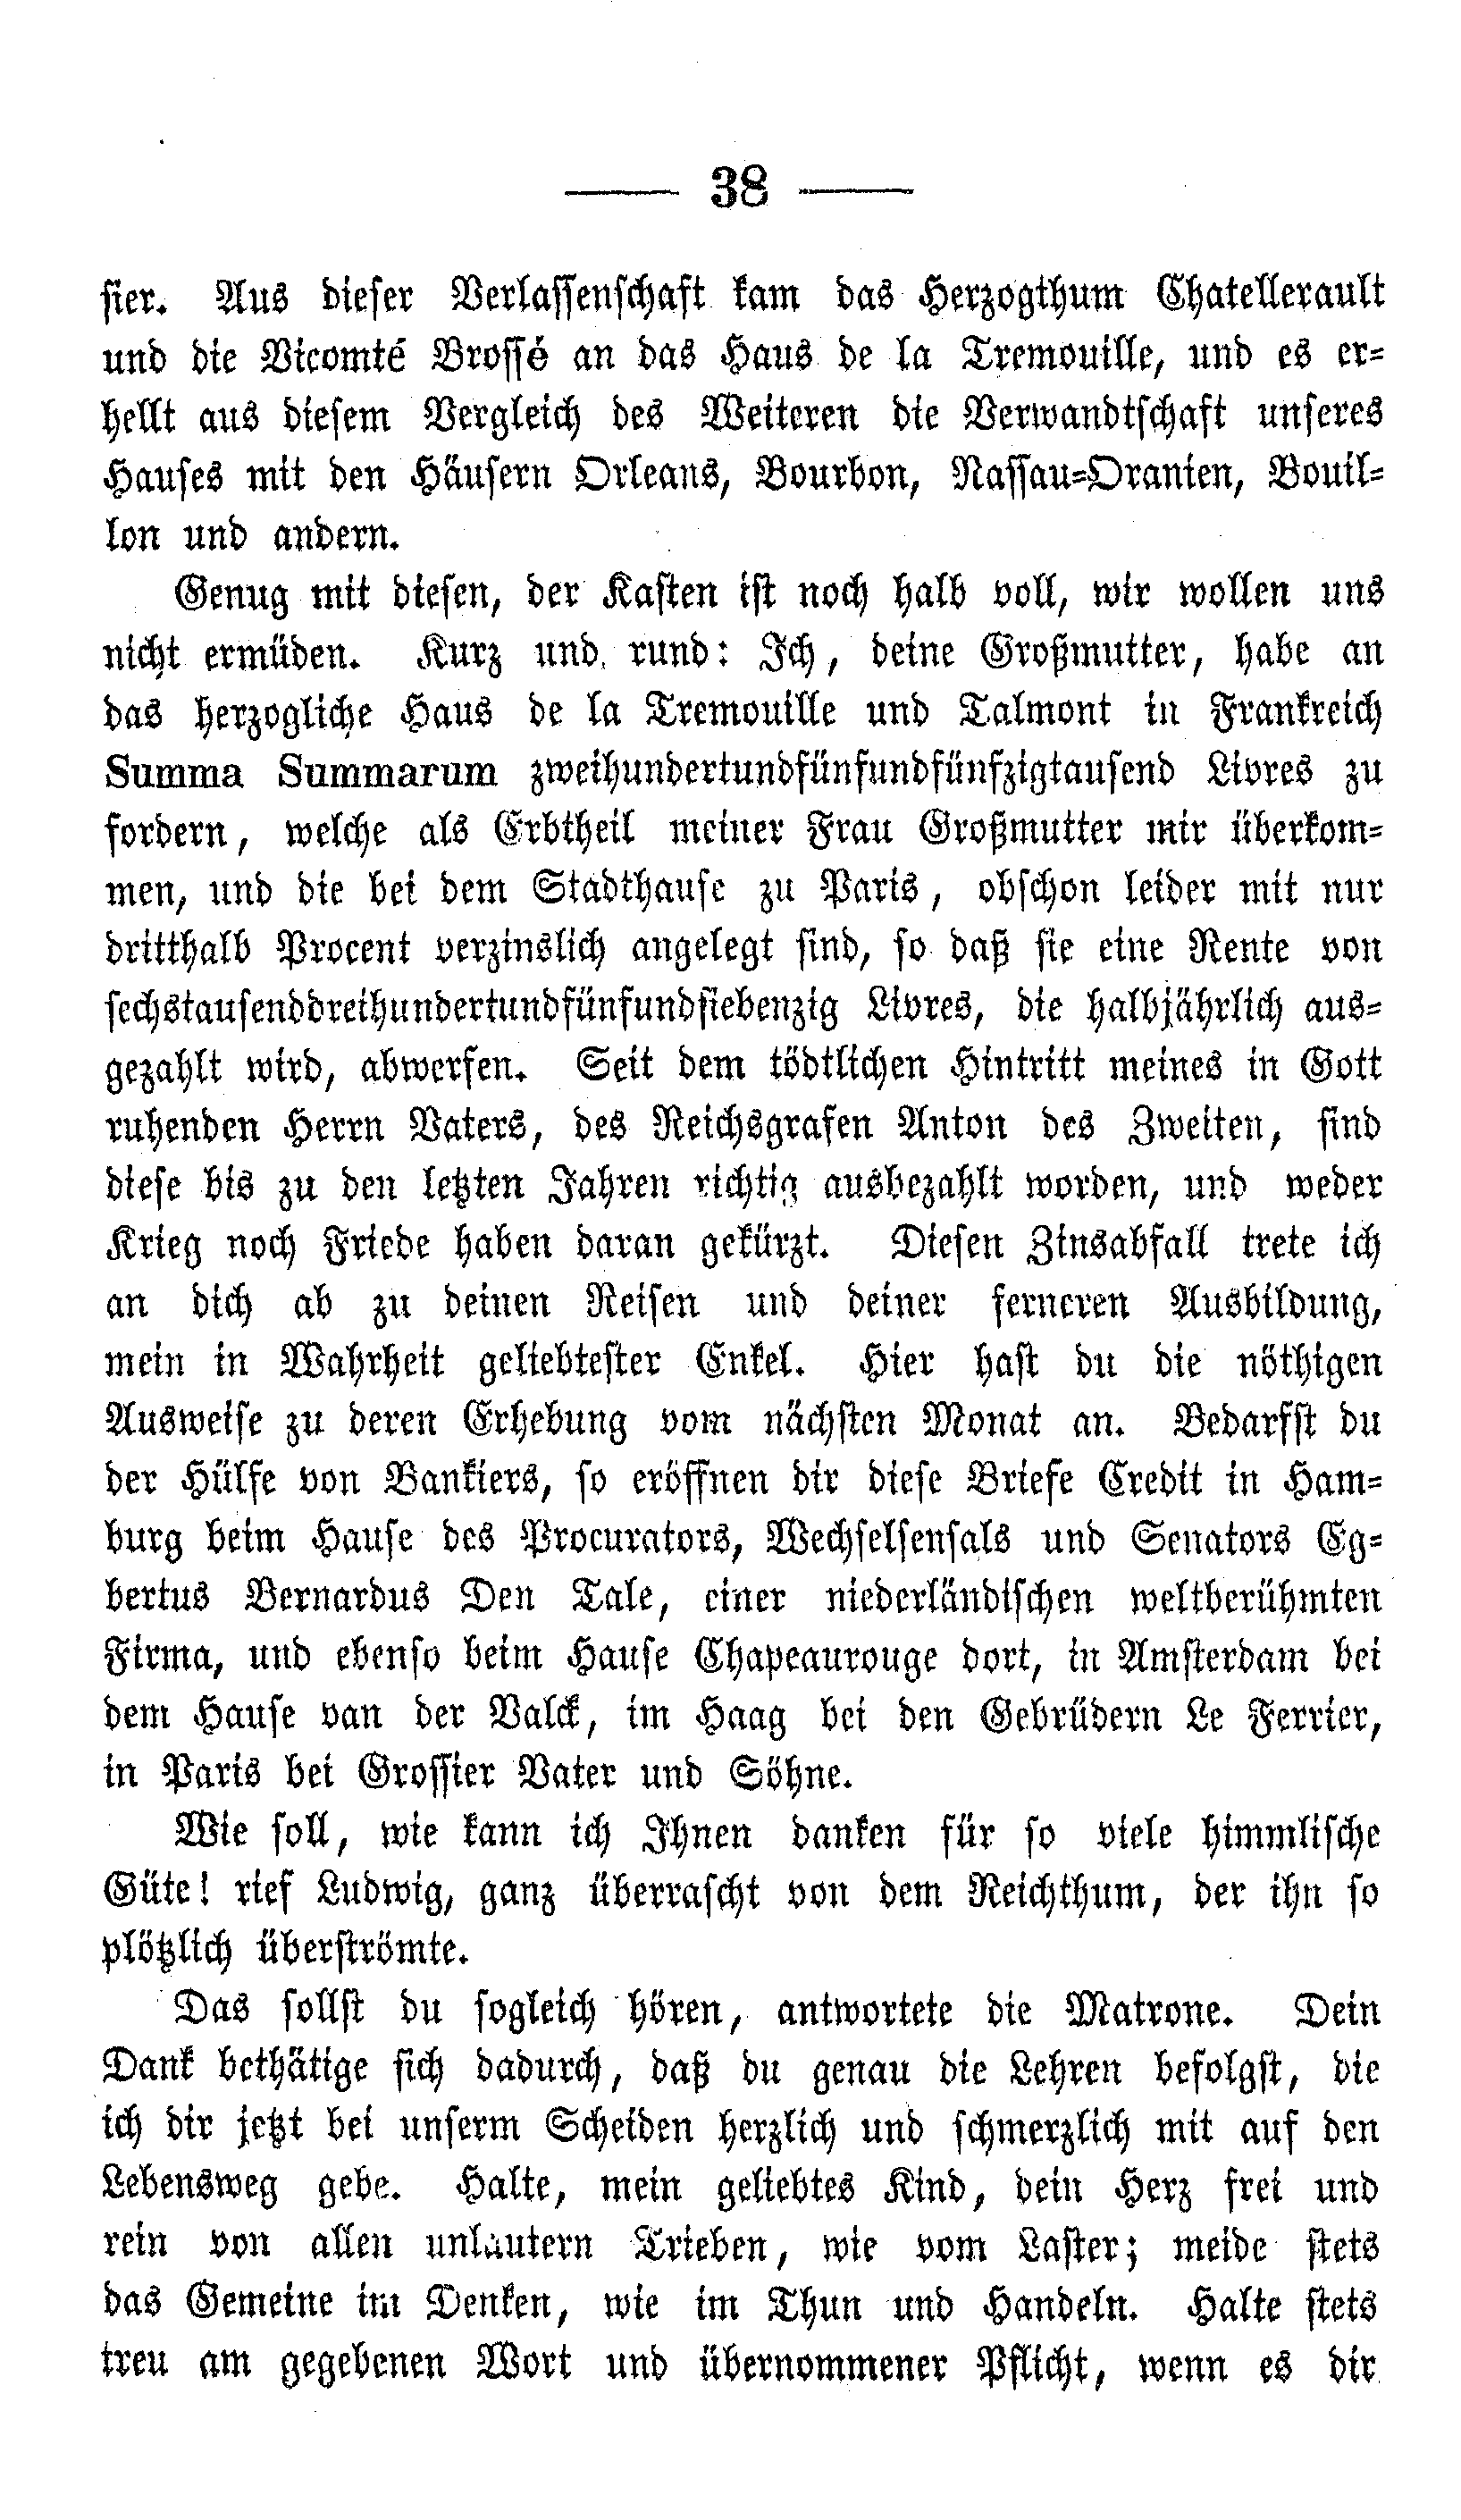 — 38 —
sier. Aus dieser Verlassenschaft kam das Herzogthum Chatellerault
und die Vicomté Brossé an das Haus de la Tremouille, und es er-
hellt aus diesem Vergleich des Weiteren die Verwandtschaft unseres
Hauses mit den Häusern Orleans, Bourbon, Nassau-Oranien, Bouil-
lon und andern.
Genug mit diesen, der Kasten ist noch halb voll, wir wollen uns
nicht ermüden. Kurz und rund: Ich, deine Großmutter, habe an
das herzogliche Haus de la Tremouille und Talmont in Frankreich
Summa Summarum zweihundertundfünfundfünfzigtausend Livres zu
fordern, welche als Erbtheil meiner Frau Großmutter mir überkom-
men, und die bei dem Stadthause zu Paris, obschon leider mit nur
dritthalb Procent verzinslich angelegt sind, so daß sie eine Rente von
sechstausenddreihundertundfünfundsiebenzig Livres, die halbjährlich aus-
gezahlt wird, abwerfen. Seit dem tödtlichen Hintritt meines in Gott
ruhenden Herrn Vaters, des Reichsgrafen Anton des Zweiten, sind
diese bis zu den letzten Jahren richtig ausbezahlt worden, und weder
Krieg noch Friede haben daran gekürzt. Diesen Zinsabfall trete ich
an dich ab zu deinen Reisen und deiner ferneren Ausbildung,
mein in Wahrheit geliebtester Enkel. Hier hast du die nöthigen
Ausweise zu deren Erhebung vom nächsten Monat an. Bedarfst du
der Hülfe von Bankiers, so eröffnen dir diese Briefe Credit in Ham-
burg beim Hause des Procurators, Wechselsensals und Senators Eg-
bertus Bernardus Den Tale, einer niederländischen weltberühmten
Firma, und ebenso beim Hause Chapeaurouge dort, in Amsterdam bei
dem Hause van der Valck, im Haag bei den Gebrüdern Le Ferrier,
in Paris bei Grossier Vater und Söhne.
Wie soll, wie kann ich Ihnen danken für so viele himmlische
Güte! rief Ludwig, ganz überrascht von dem Reichthum, der ihn so
plötzlich überströmte.
Das sollst du sogleich hören, antwortete die Matrone. Dein
Dank bethätige sich dadurch, daß du genau die Lehren befolgst, die
ich dir jetzt bei unserm Scheiden herzlich und schmerzlich mit auf den
Lebensweg gebe. Halte, mein geliebtes Kind, dein Herz frei und
rein von allen unlautern Trieben, wie vom Laster; meide stets
das Gemeine im Denken, wie im Thun und Handeln. Halte stets
treu am gegebenen Wort und übernommener Pflicht, wenn es dir